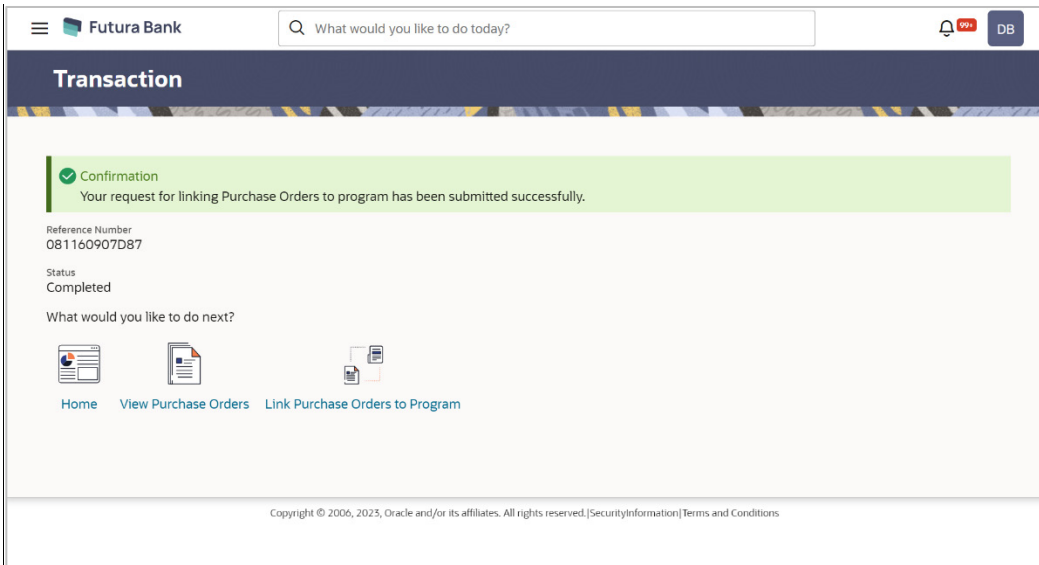 Futura Bank
What would you like to do today?
99+
DB
Transaction
Confirmation
Your request for linking Purchase Orders to program has been submitted successfully.
Reference Number
081160907D87
Status
Completed
What would you like to do next?
Home View Purchase Orders Link Purchase Orders to Program
Copyright © 2006, 2023, Oracle and/or its affiliates. All rights reserved.|SecurityInformation|Terms and Conditions